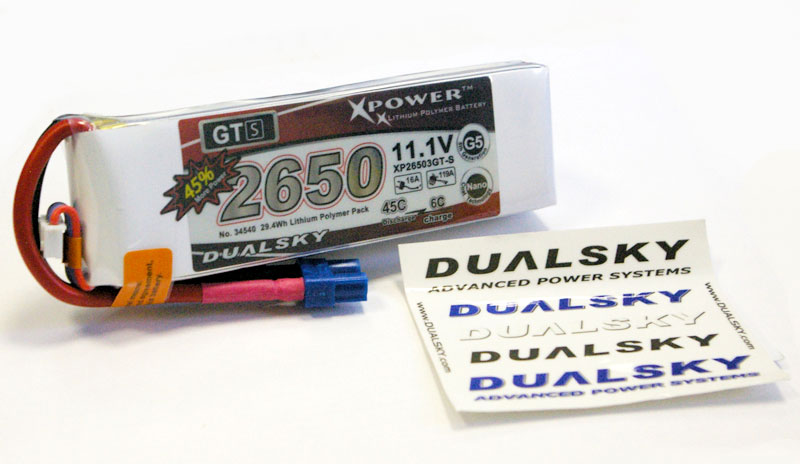 XPOWER™
X LITHIUM POLYMER BATTERY
GT S
11.1V
G5
XP26503GT-S
2650
45%
16A
119A
Nano
45C
6C
discharge
charge
No. 34540 29.4Wh Lithium Polymer Pack
DUALSKY
DUALSKY
ADVANCED POWER SYSTEMS
www.DUALSKY.com
DUALSKY
DUALSKY
DUALSKY
DUALSKY
ADVANCED POWER SYSTEMS
www.DUALSKY.com